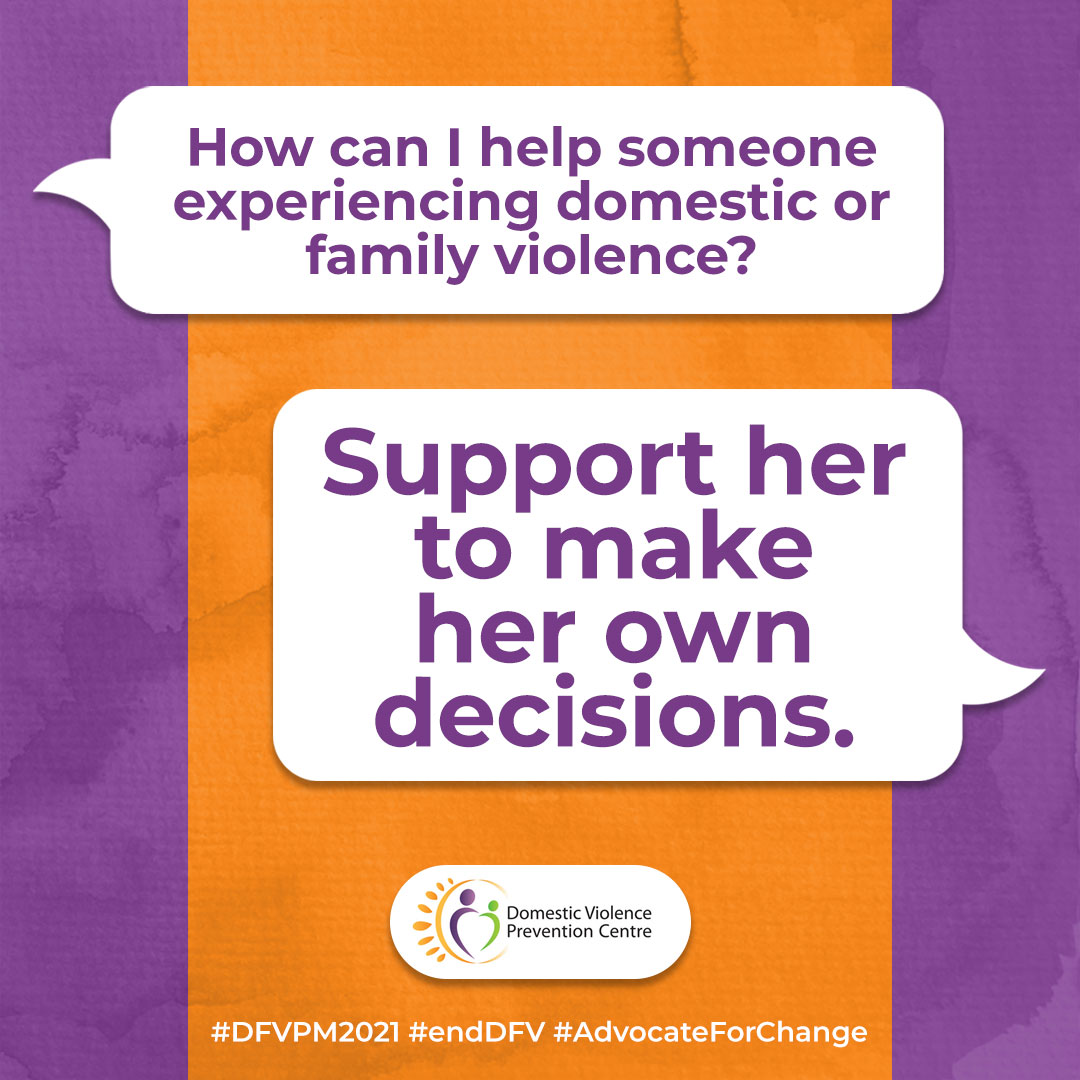 How can I help someone
experiencing domestic or
family violence?
Support her
to make
her own
decisions.
Domestic Violence
Prevention Centre
#DFVPM2021 #endDFV #AdvocateForChange